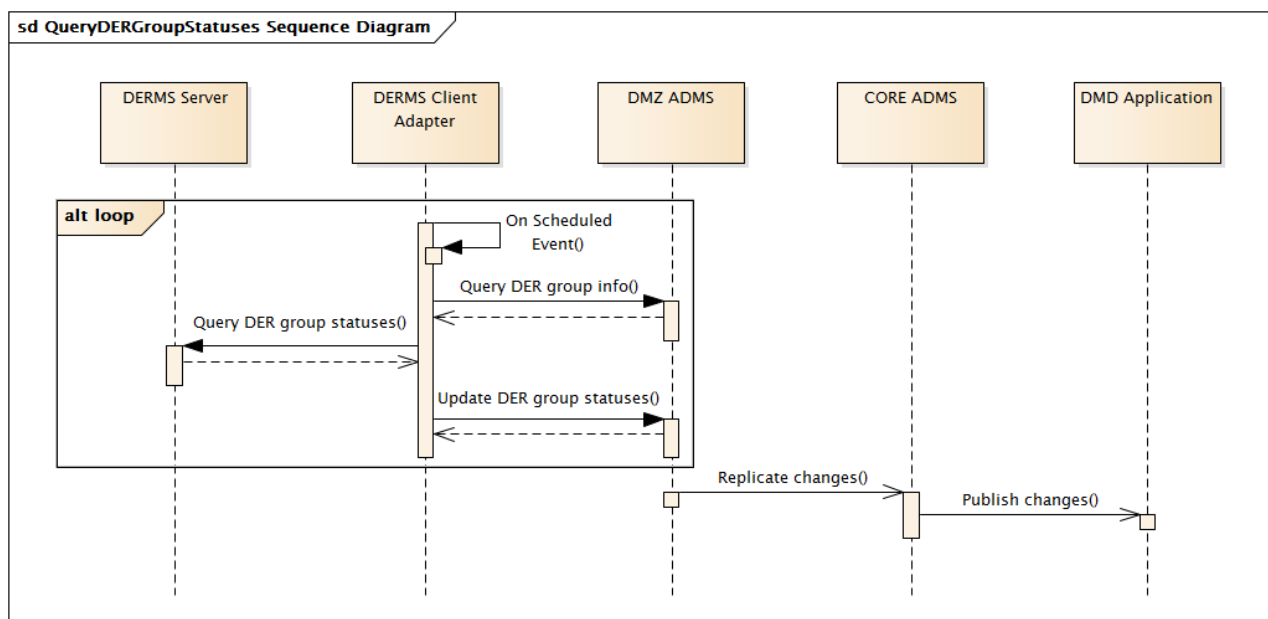 sd QueryDERGroupStatuses Sequence Diagram
DERMS Server
DERMS Client
Adapter
DMZ ADMS
CORE ADMS
DMD Application
alt loop
On Scheduled
Event()
Query DER group info()
Query DER group statuses()
Update DER group statuses()
Replicate changes()
Publish changes()